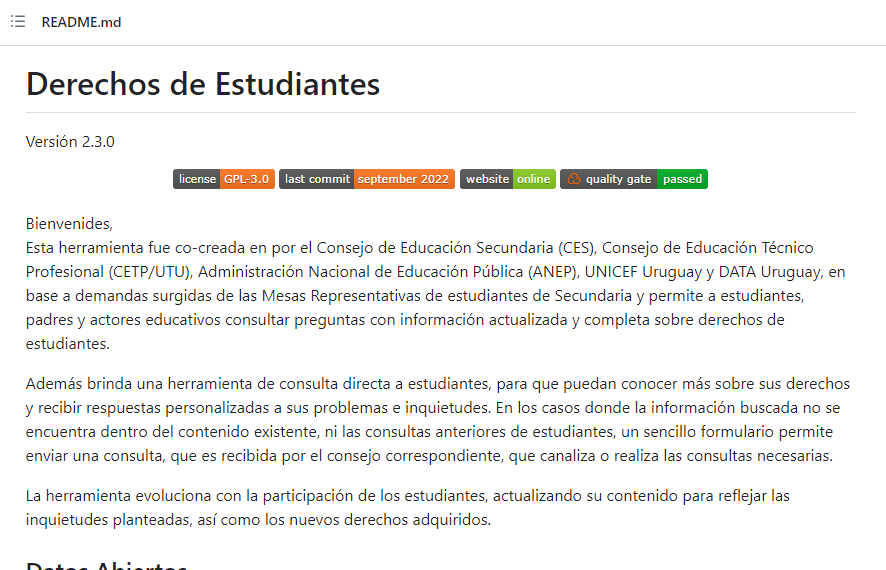 README.md
Derechos de Estudiantes
Versión 2.3.0
license GPL-3.0 last commit september 2022 website online quality gate passed
Bienvenides,
Esta herramienta fue co-creada en por el Consejo de Educación Secundaria (CES), Consejo de Educación Técnico
Profesional (CETP/UTU), Administración Nacional de Educación Pública (ANEP), UNICEF Uruguay y DATA Uruguay, en
base a demandas surgidas de las Mesas Representativas de estudiantes de Secundaria y permite a estudiantes,
padres y actores educativos consultar preguntas con información actualizada y completa sobre derechos de
estudiantes.
Además brinda una herramienta de consulta directa a estudiantes, para que puedan conocer más sobre sus derechos
y recibir respuestas personalizadas a sus problemas e inquietudes. En los casos donde la información buscada no se
encuentra dentro del contenido existente, ni las consultas anteriores de estudiantes, un sencillo formulario permite
enviar una consulta, que es recibida por el consejo correspondiente, que canaliza o realiza las consultas necesarias.
La herramienta evoluciona con la participación de los estudiantes, actualizando su contenido para reflejar las
inquietudes planteadas, así como los nuevos derechos adquiridos.
Datos Abiertos